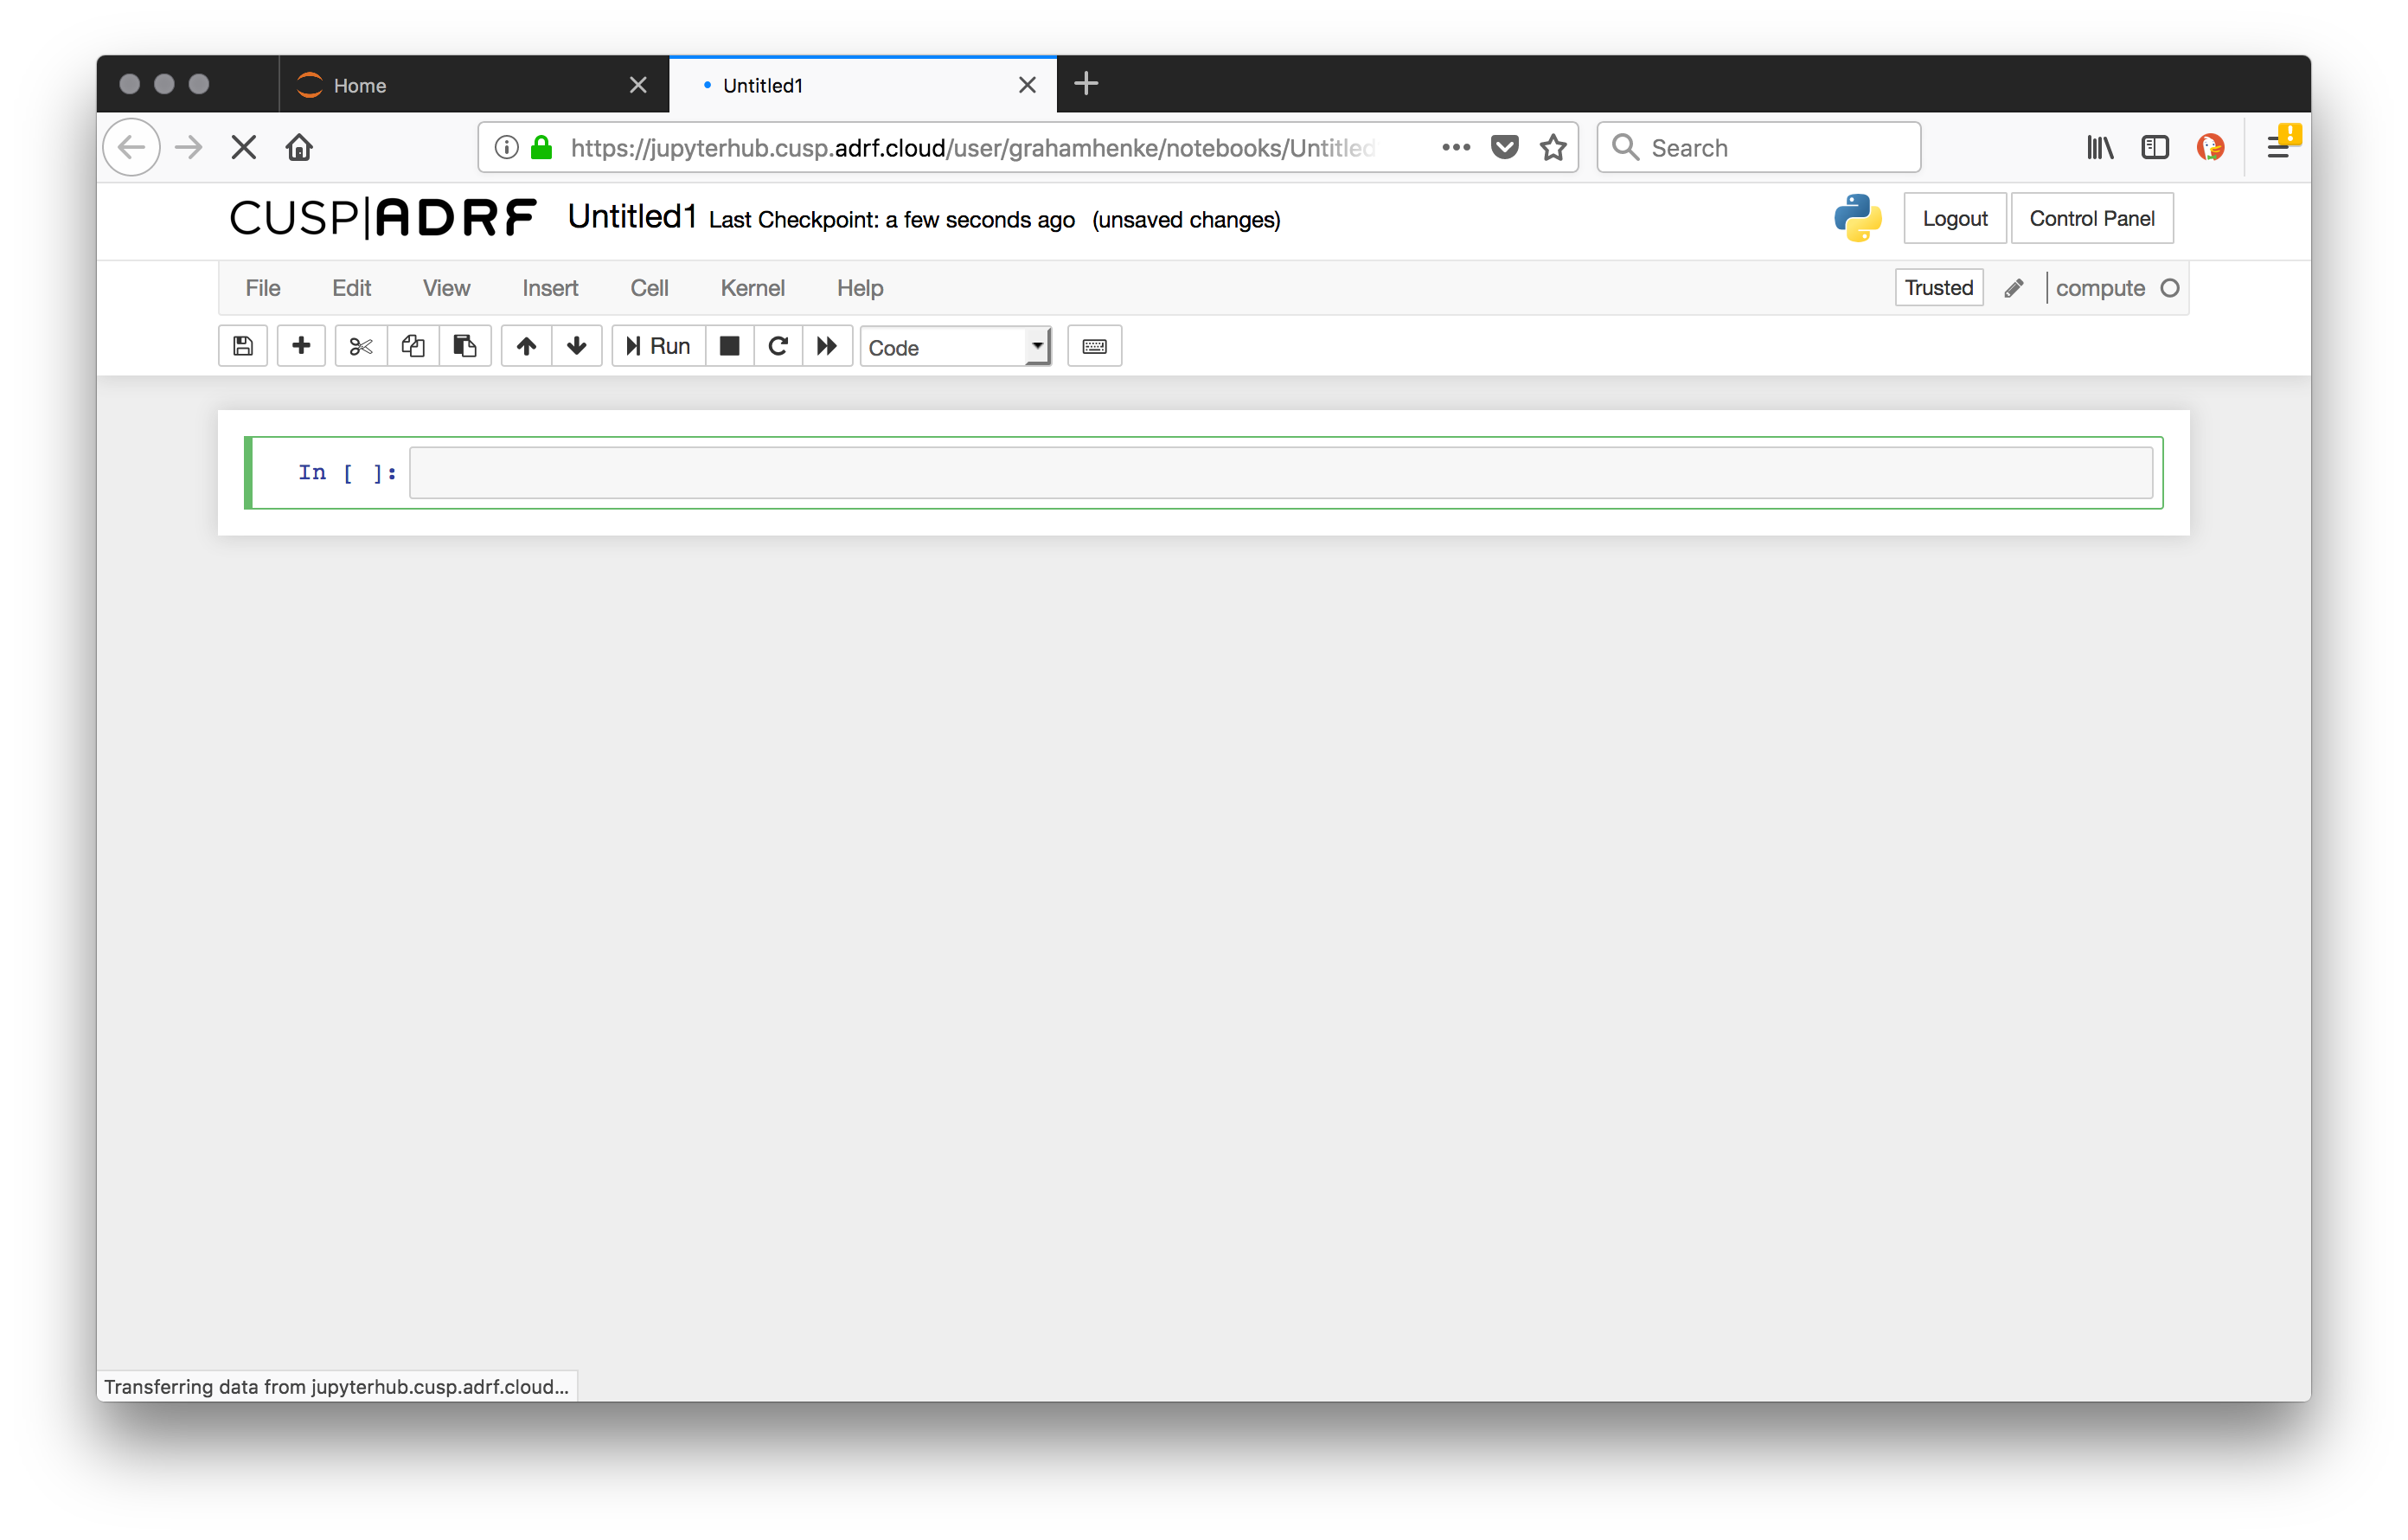 Home
Untitled1
https://jupyterhub.cusp.adrf.cloud/user/grahamhenke/notebooks/Untitled
Search
CUSP|ADRF Untitled1 Last Checkpoint: a few seconds ago (unsaved changes)
Logout
Control Panel
File Edit View Insert Cell Kernel Help
Trusted
compute
Run
Code
In [ ]:
Transferring data from jupyterhub.cusp.adrf.cloud...